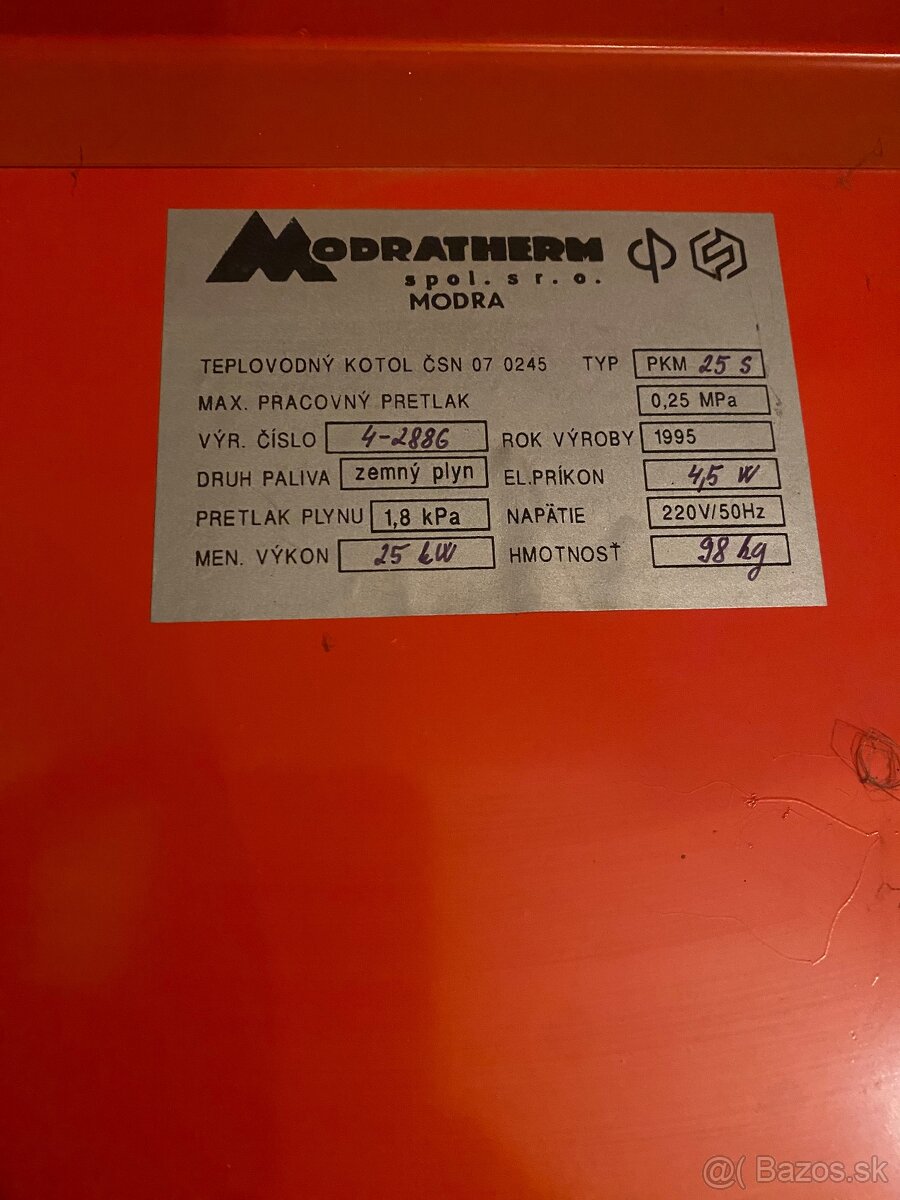 MODRATHERM
spol. s r. o.
MODRA
TEPLOVODNÝ KOTOL ČSN 07 0245 TYP PKM 25 S
MAX. PRACOVNÝ PRETLAK 0,25 MPa
VÝR. ČÍSLO 4-2886 ROK VÝROBY 1995
DRUH PALIVA zemný plyn EL.PRÍKON 4,5 W
PRETLAK PLYNU 1,8 kPa NAPÄTIE 220V/50Hz
MEN. VÝKON 25 kW HMOTNOSŤ 98 kg
@( Bazos.sk